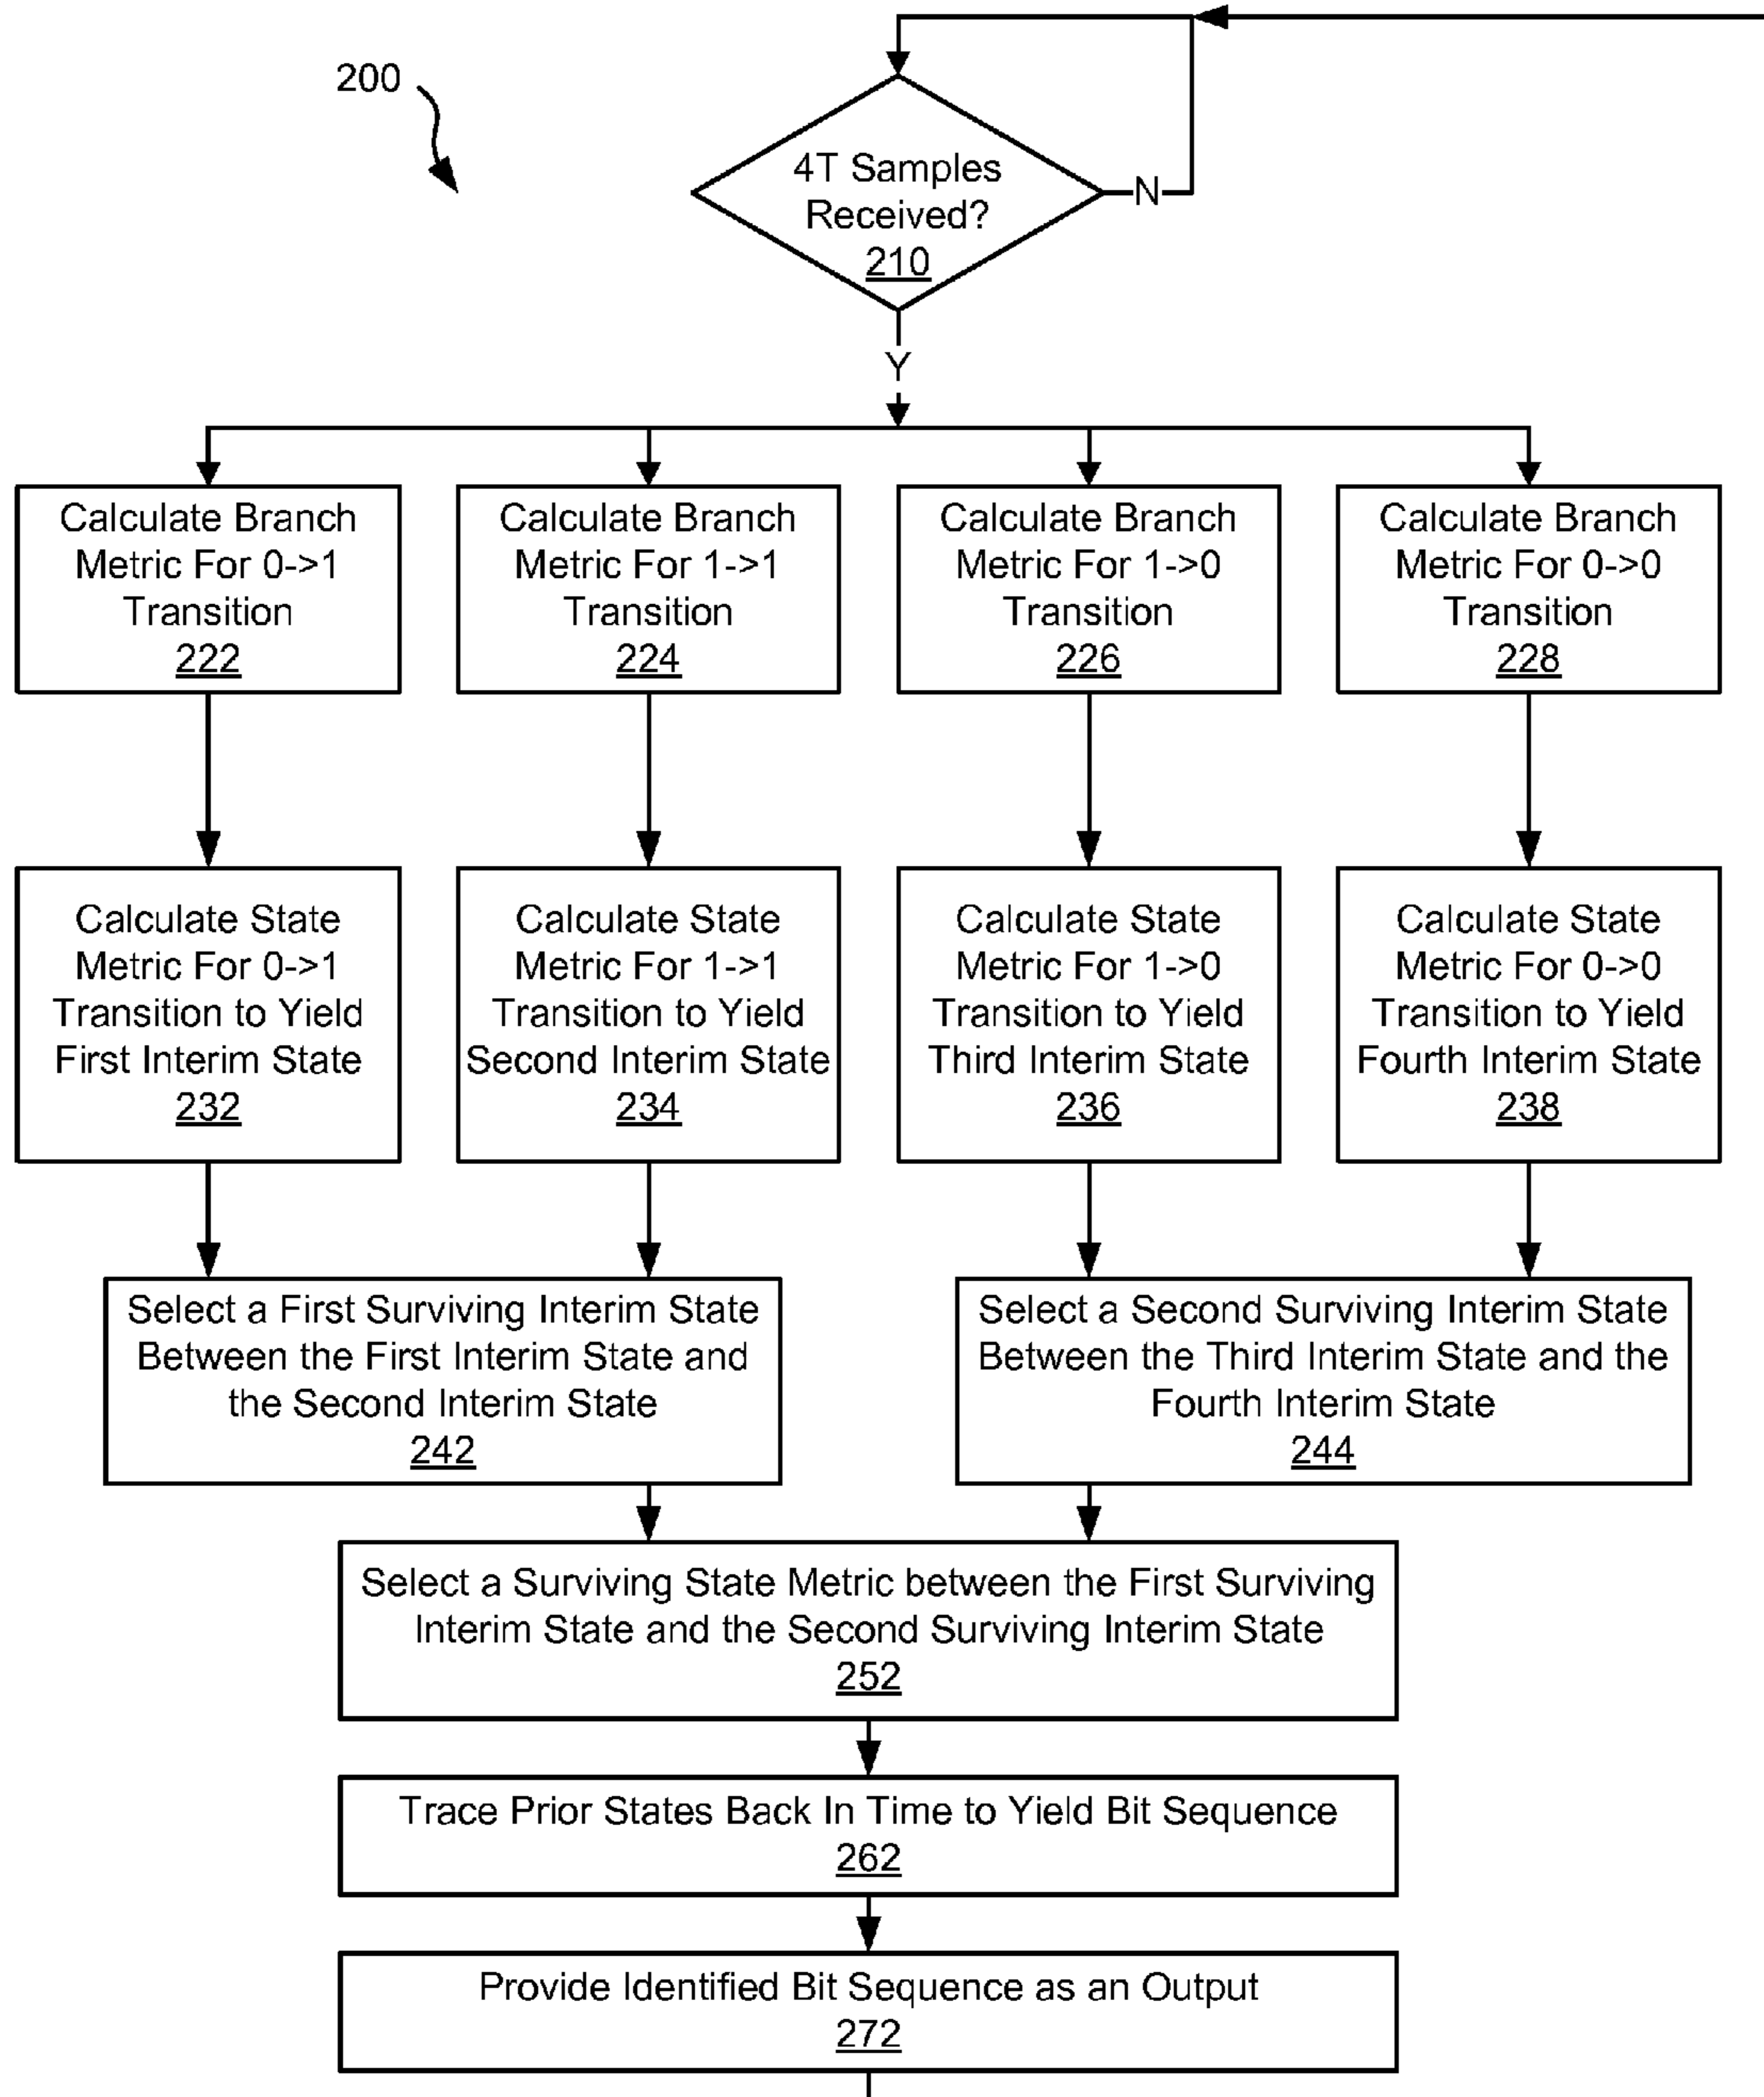 200
4T Samples
Received?
210
N
Y
Calculate Branch
Metric For 0->1
Transition
222
Calculate Branch
Metric For 1->1
Transition
224
Calculate Branch
Metric For 1->0
Transition
226
Calculate Branch
Metric For 0->0
Transition
228
Calculate State
Metric For 0->1
Transition to Yield
First Interim State
232
Calculate State
Metric For 1->1
Transition to Yield
Second Interim State
234
Calculate State
Metric For 1->0
Transition to Yield
Third Interim State
236
Calculate State
Metric For 0->0
Transition to Yield
Fourth Interim State
238
Select a First Surviving Interim State
Between the First Interim State and
the Second Interim State
242
Select a Second Surviving Interim State
Between the Third Interim State and the
Fourth Interim State
244
Select a Surviving State Metric between the First Surviving
Interim State and the Second Surviving Interim State
252
Trace Prior States Back In Time to Yield Bit Sequence
262
Provide Identified Bit Sequence as an Output
272